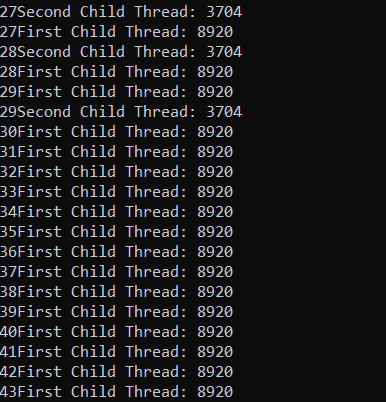 27Second Child Thread: 3704
27First Child Thread: 8920
28Second Child Thread: 3704
28First Child Thread: 8920
29First Child Thread: 8920
29Second Child Thread: 3704
30First Child Thread: 8920
31First Child Thread: 8920
32First Child Thread: 8920
33First Child Thread: 8920
34First Child Thread: 8920
35First Child Thread: 8920
36First Child Thread: 8920
37First Child Thread: 8920
38First Child Thread: 8920
39First Child Thread: 8920
40First Child Thread: 8920
41First Child Thread: 8920
42First Child Thread: 8920
43First Child Thread: 8920